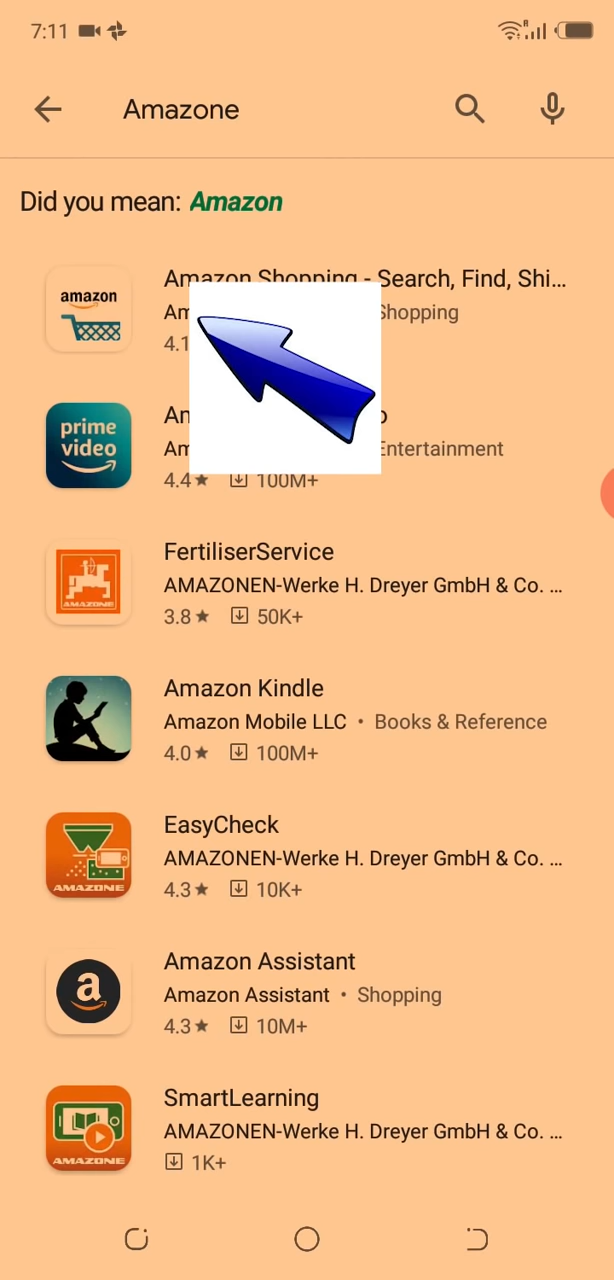 7:11
Amazone
Did you mean: Amazon
amazon
Amazon Shopping - Search, Find, Shi...
Shopping
4.1
prime
video
Entertainment
4.4★ 100M+
AMAZONE
FertiliserService
AMAZONEN-Werke H. Dreyer GmbH & Co. ...
3.8★ 50K+
Amazon Kindle
Amazon Mobile LLC • Books & Reference
4.0★ 100M+
AMAZONE
EasyCheck
AMAZONEN-Werke H. Dreyer GmbH & Co. ...
4.3★ 10K+
a
Amazon Assistant
Amazon Assistant • Shopping
4.3★ 10M+
AMAZONE
SmartLearning
AMAZONEN-Werke H. Dreyer GmbH & Co. ...
1K+